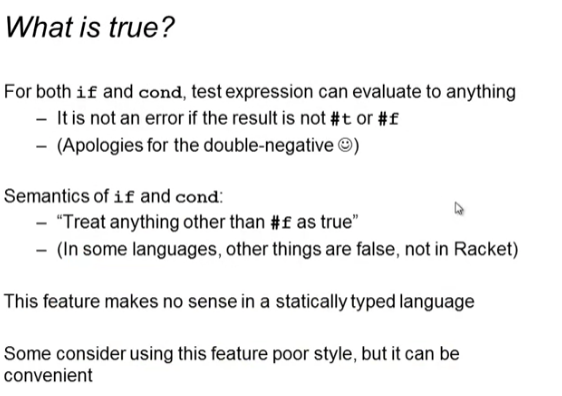 What is true?
For both if and cond, test expression can evaluate to anything
– It is not an error if the result is not #t or #f
– (Apologies for the double-negative ☺)
Semantics of if and cond:
– “Treat anything other than #f as true”
– (In some languages, other things are false, not in Racket)
This feature makes no sense in a statically typed language
Some consider using this feature poor style, but it can be
convenient